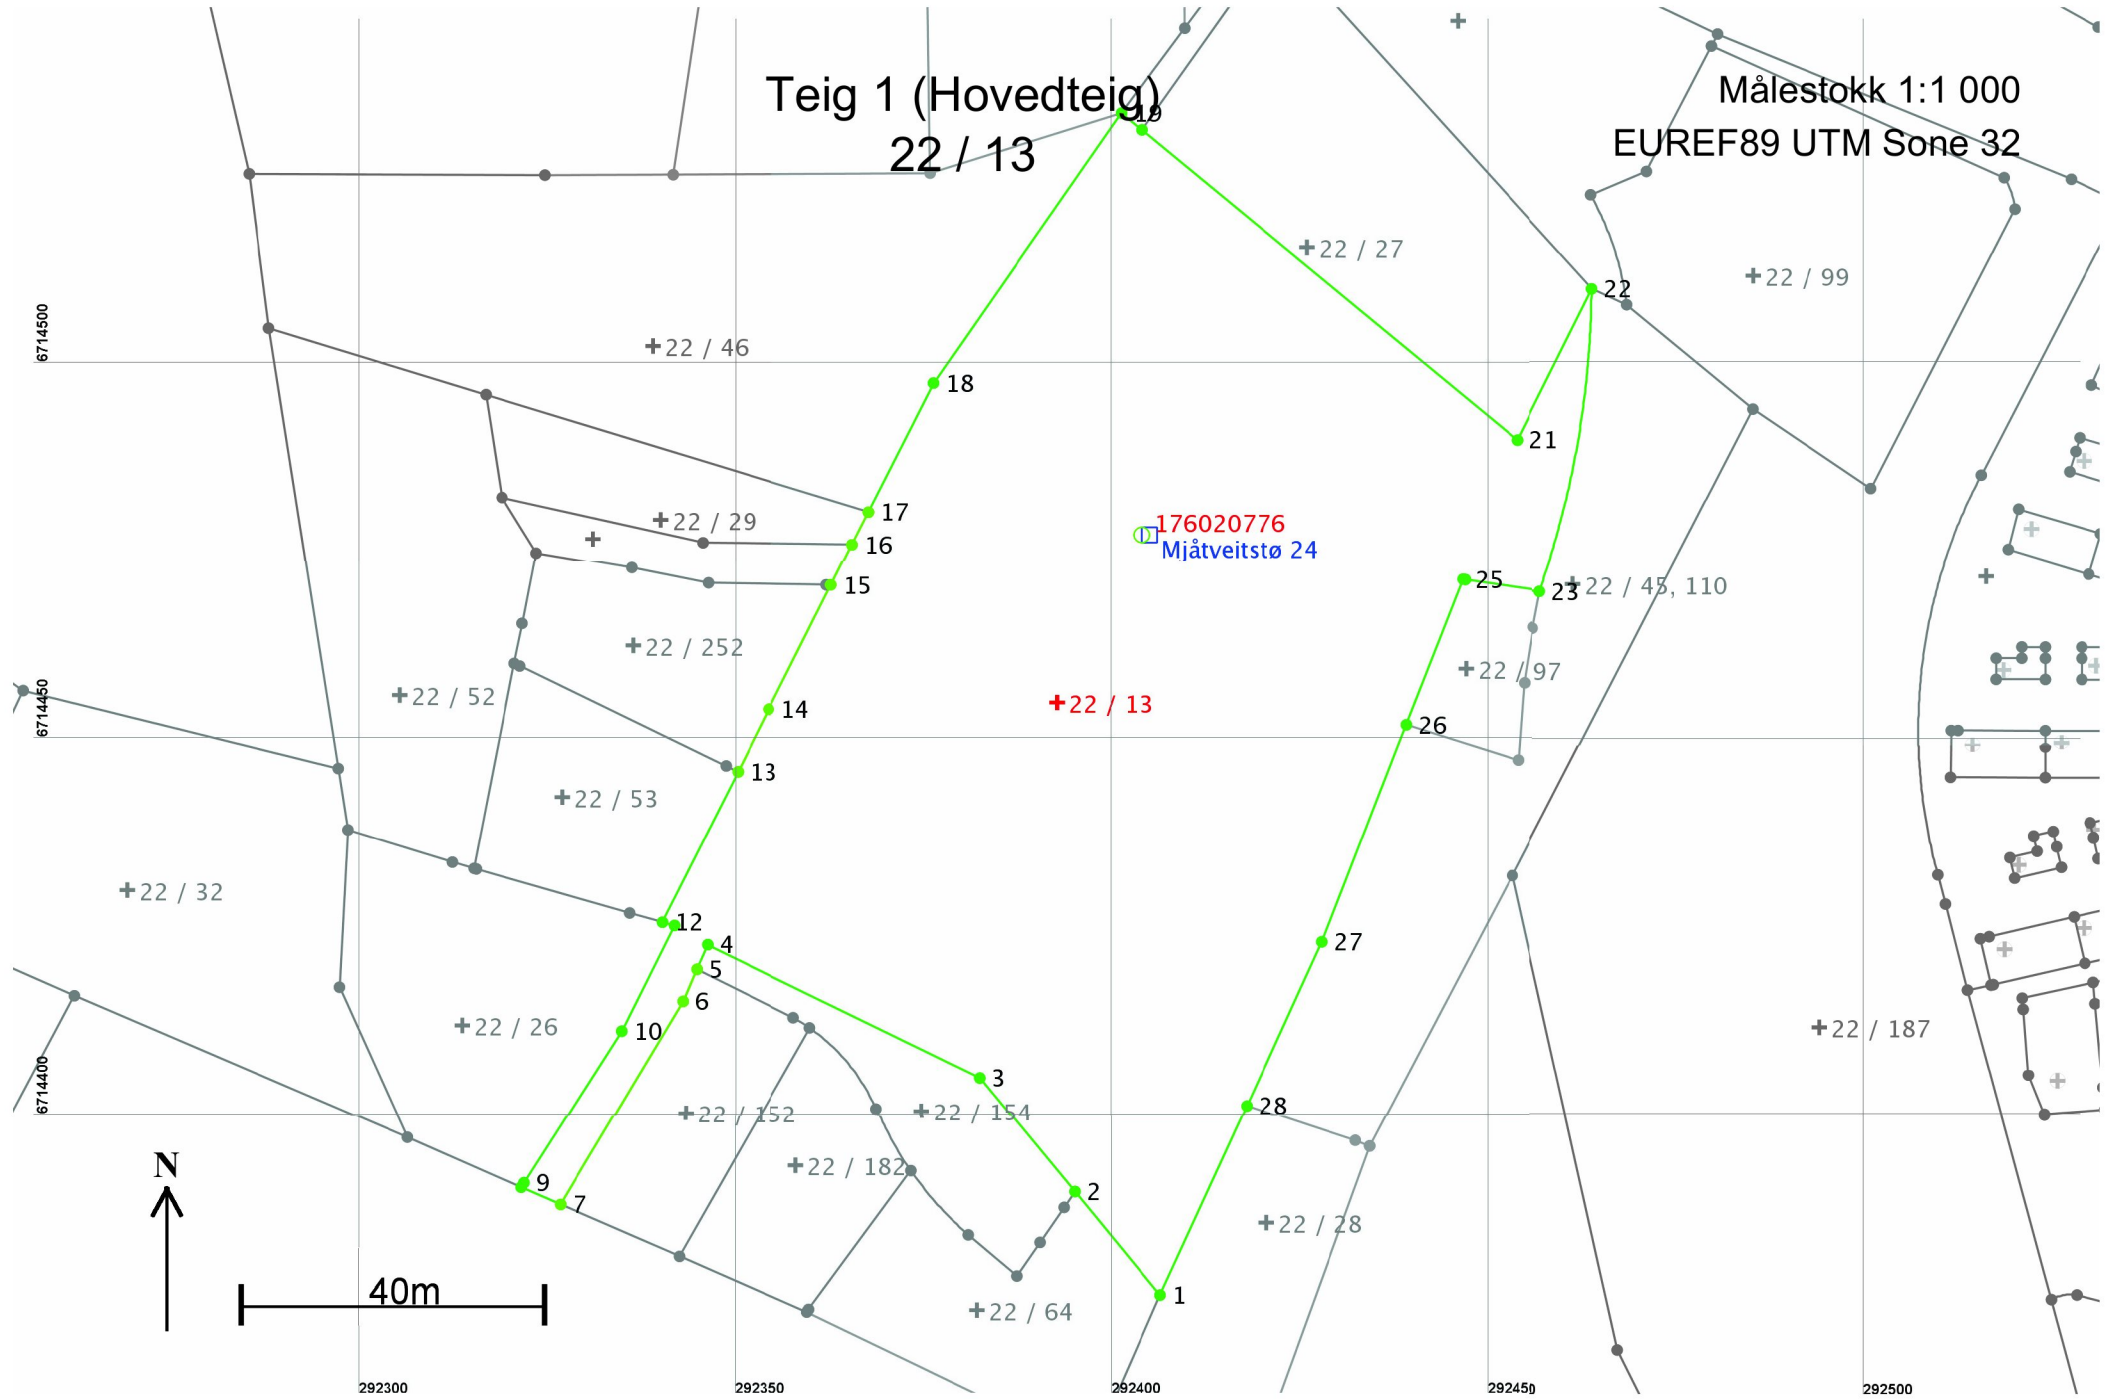 Teig 1 (Hovedteig)
22 / 13
Målestokk 1:1 000
EUREF89 UTM Sone 32
19
22 / 27
22 / 99
22
6714500
22 / 46
18
21
17
22 / 29
16
176020776
Mjåtveitstø 24
15
25
23
22 / 45, 110
22 / 252
22 / 97
22 / 52
6714450
14
22 / 13
26
13
22 / 53
22 / 32
12
4
27
5
6
22 / 26
10
22 / 187
6714400
3
22 / 152
22 / 154
28
N
22 / 182
9
7
2
22 / 28
40m
1
22 / 64
292300
292350
292400
292450
292500